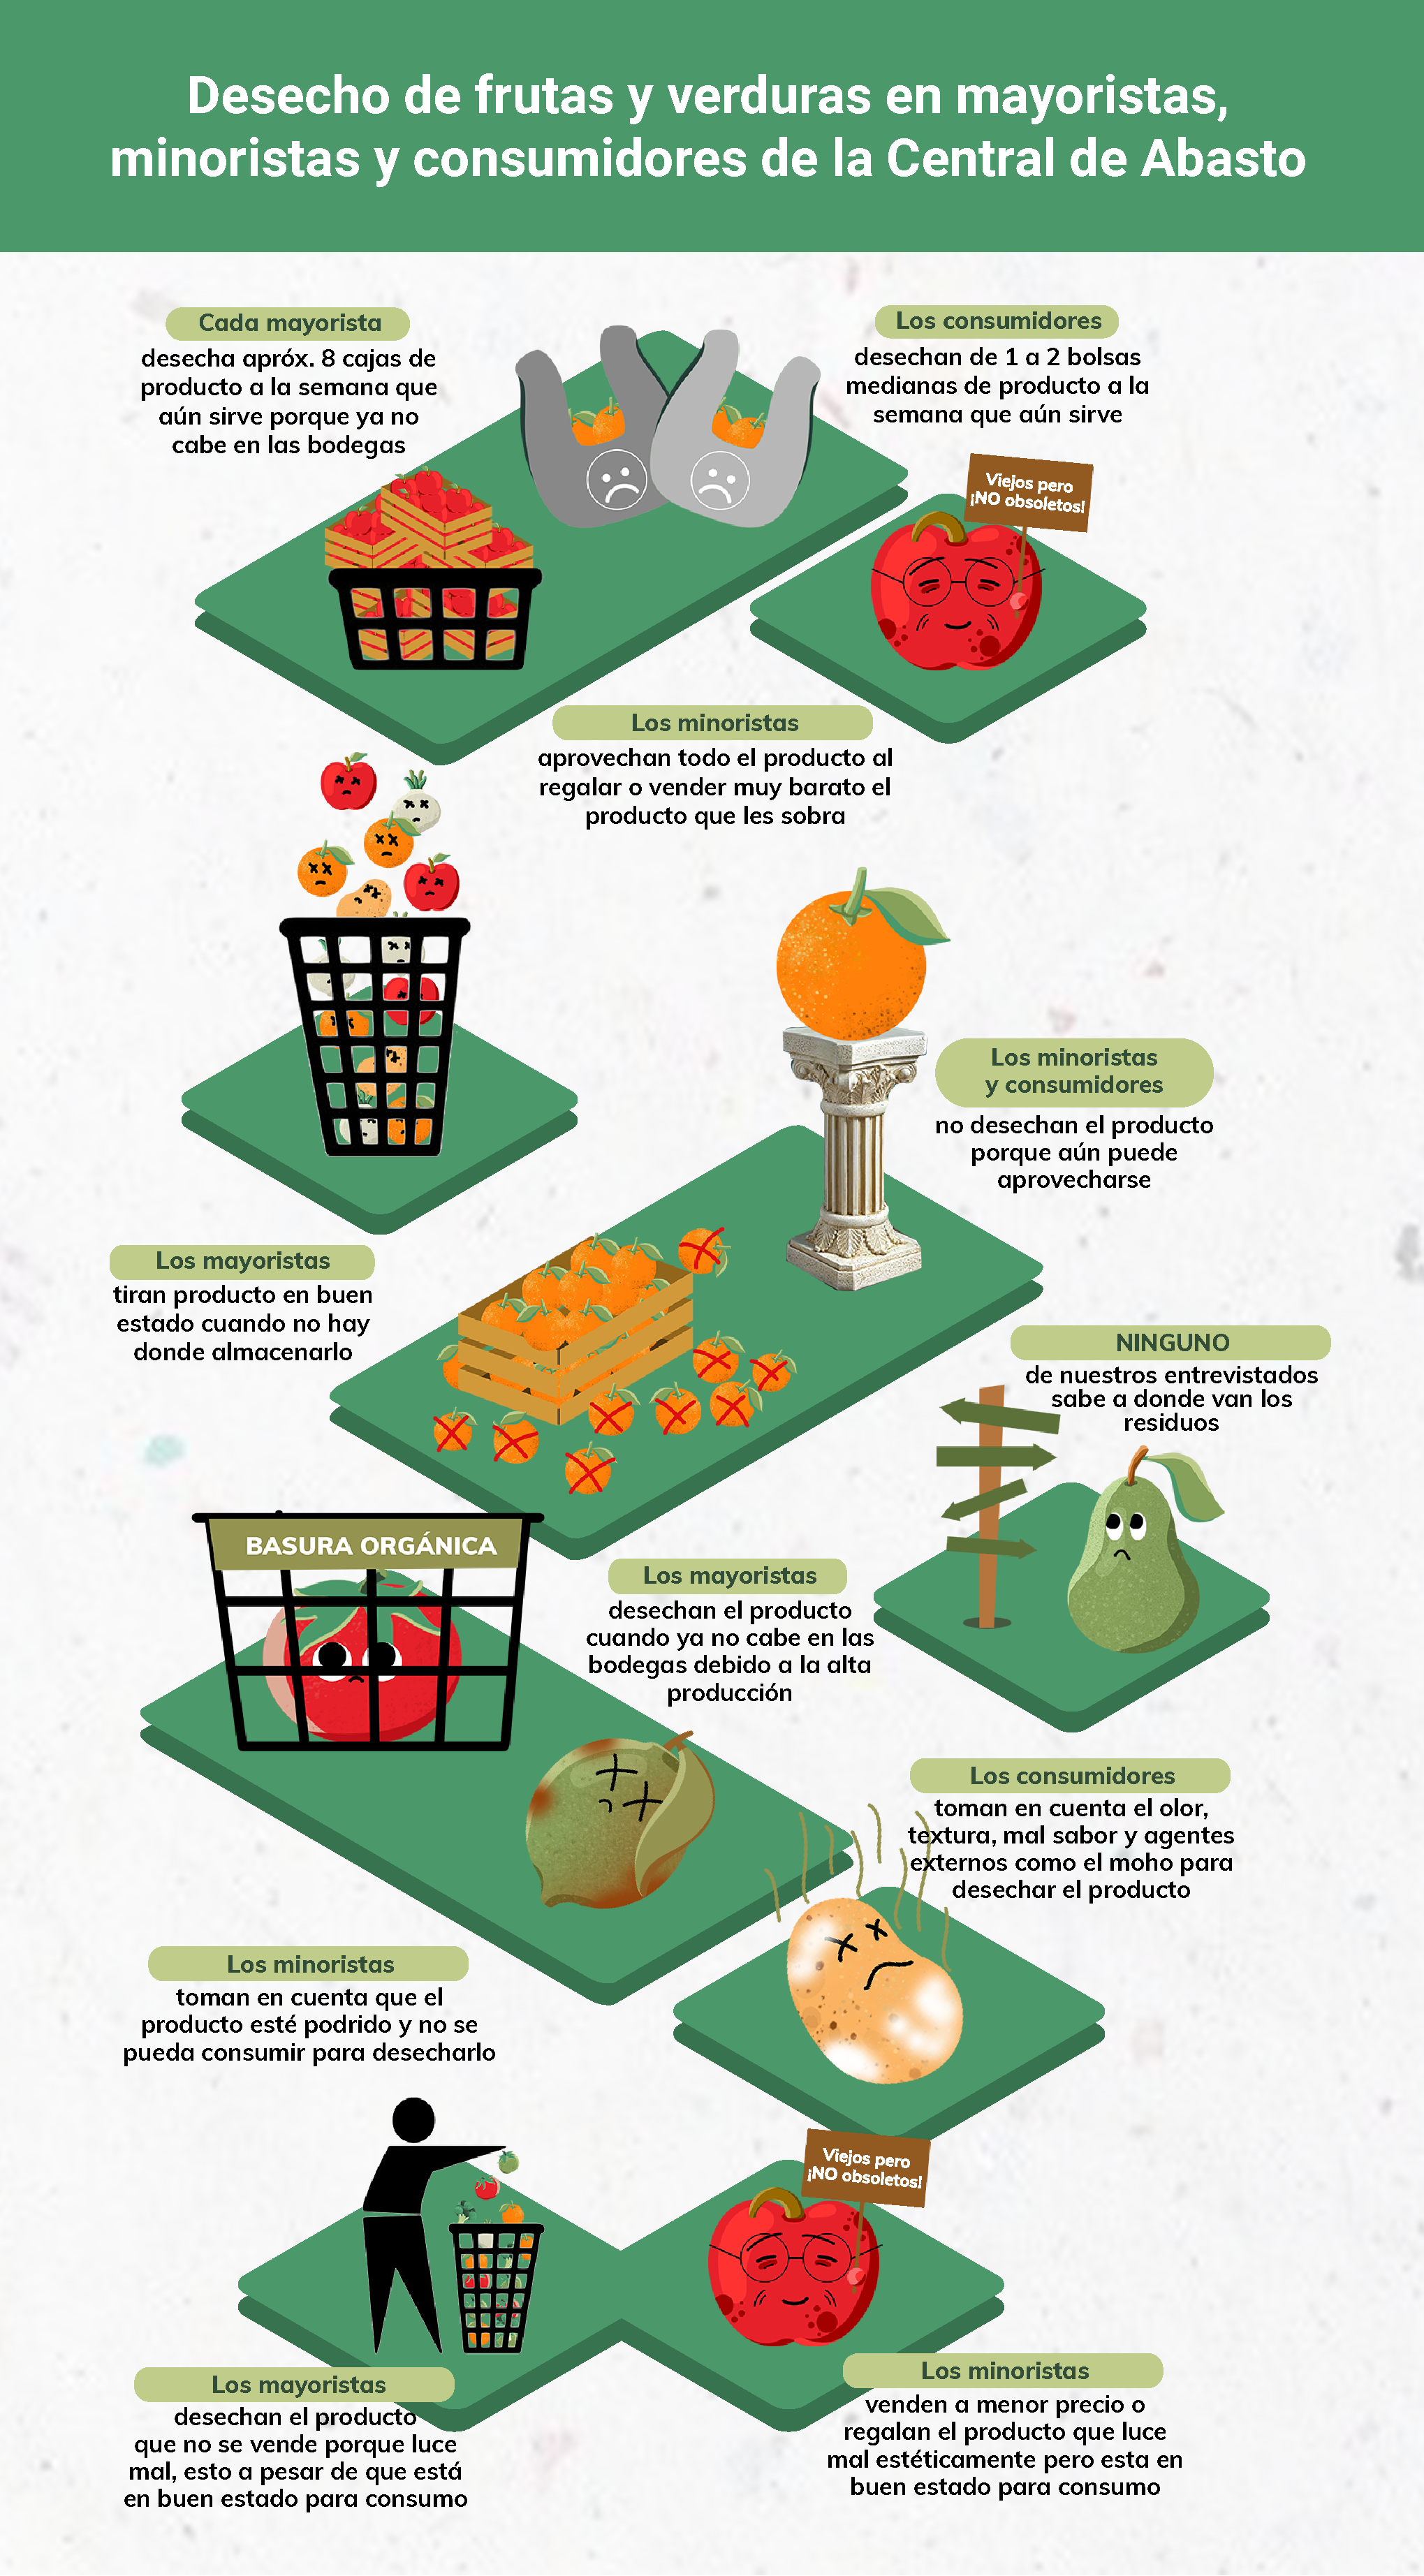 Desecho de frutas y verduras en mayoristas,
minoristas y consumidores de la Central de Abasto
Cada mayorista
desecha apróx. 8 cajas de
producto a la semana que
aún sirve porque ya no
cabe en las bodegas
Los consumidores
desechan de 1 a 2 bolsas
medianas de producto a la
semana que aún sirve
Viejos pero
¡NO obsoletos!
Los minoristas
aprovechan todo el producto al
regalar o vender muy barato el
producto que les sobra
Los minoristas
y consumidores
no desechan el producto
porque aún puede
aprovecharse
Los mayoristas
tiran producto en buen
estado cuando no hay
donde almacenarlo
NINGUNO
de nuestros entrevistados
sabe a donde van los
residuos
BASURA ORGÁNICA
Los mayoristas
desechan el producto
cuando ya no cabe en las
bodegas debido a la alta
producción
Los consumidores
toman en cuenta el olor,
textura, mal sabor y agentes
externos como el moho para
desechar el producto
Los minoristas
toman en cuenta que el
producto esté podrido y no se
pueda consumir para desecharlo
Viejos pero
¡NO obsoletos!
Los mayoristas
desechan el producto
que no se vende porque luce
mal, esto a pesar de que está
en buen estado para consumo
Los minoristas
venden a menor precio o
regalan el producto que luce
mal estéticamente pero esta en
buen estado para consumo